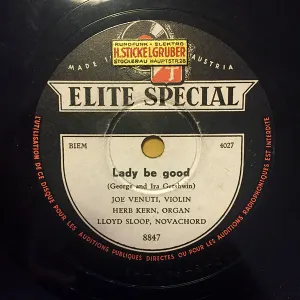 RUNDFUNK - ELEKTRO
H.STICKELGRUBER
STOCKERAU HAUPTSTR.28
MADE IN AUSTRIA
ELITE SPECIAL
BIEM 4027
Lady be good
(George and Ira Gershwin)
JOE VENUTI, VIOLIN
HERB KERN, ORGAN
LLOYD SLOOP, NOVACHORD
8847
L'UTILISATION DE CE DISQUE POUR LES AUDITIONS PUBLIQUES DIRECTES OU POUR LES AUDITIONS RADIOPHONIQUES EST INTERDITE